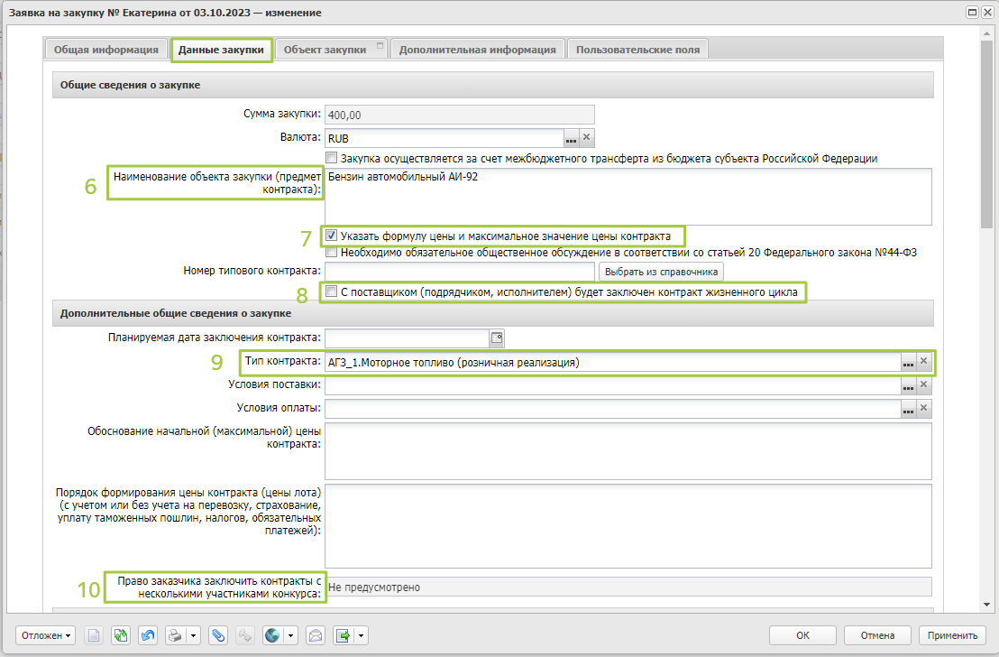 Заявка на закупку № Екатерина от 03.10.2023 — изменение
Общая информация
Данные закупки
Объект закупки
Дополнительная информация
Пользовательские поля
Общие сведения о закупке
Сумма закупки: 400,00
Валюта: RUB
Закупка осуществляется за счет межбюджетного трансферта из бюджета субъекта Российской Федерации
6 Наименование объекта закупки (предмет
контракта):
Бензин автомобильный АИ-92
7 Указать формулу цены и максимальное значение цены контракта
Необходимо обязательное общественное обсуждение в соответствии со статьей 20 Федерального закона №44-ФЗ
Номер типового контракта: Выбрать из справочника
8 С поставщиком (подрядчиком, исполнителем) будет заключен контракт жизненного цикла
Дополнительные общие сведения о закупке
Планируемая дата заключения контракта:
9 Тип контракта: АГЗ_1.Моторное топливо (розничная реализация)
Условия поставки:
Условия оплаты:
Обоснование начальной (максимальной) цены
контракта:
Порядок формирования цены контракта (цены лота)
(с учетом или без учета на перевозку, страхование,
уплату таможенных пошлин, налогов, обязательных
платежей):
10 Право заказчика заключить контракты с
несколькими участниками конкурса:
Не предусмотрено
Отложен
ОК
Отмена
Применить